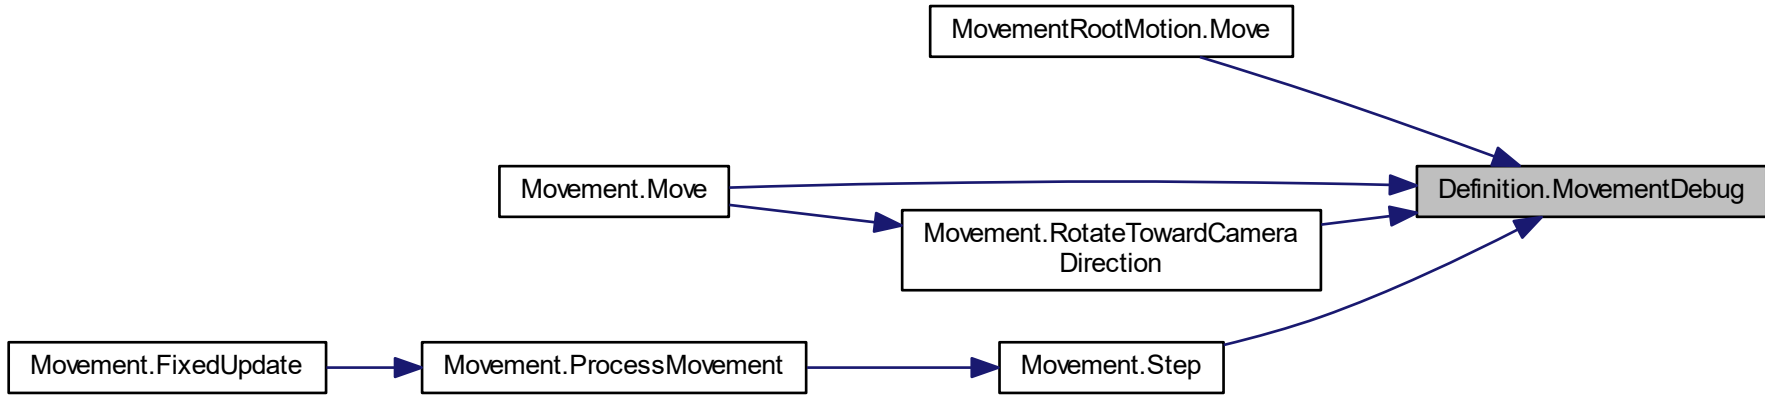 MovementRootMotion.Move
Definition.MovementDebug
Movement.Move
Movement.RotateTowardCamera
Direction
Movement.FixedUpdate
Movement.ProcessMovement
Movement.Step